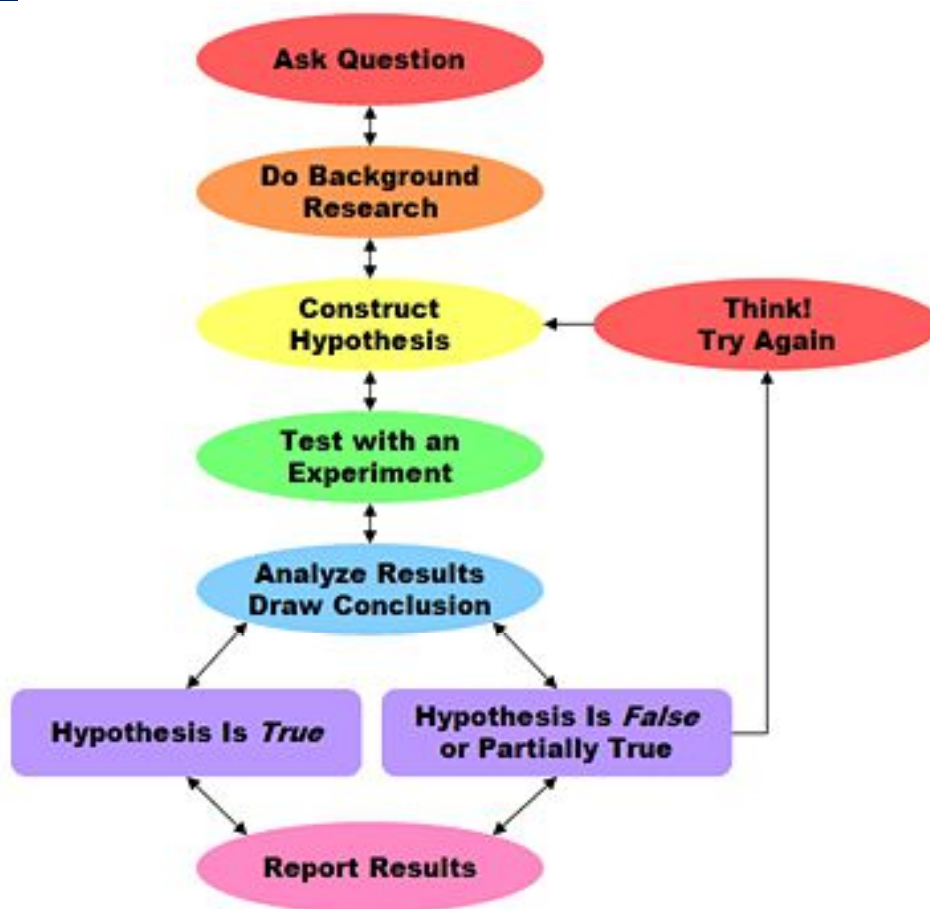 Ask Question
Do Background
Research
Construct
Hypothesis
Think!
Try Again
Test with an
Experiment
Analyze Results
Draw Conclusion
Hypothesis Is True
Hypothesis Is False
or Partially True
Report Results